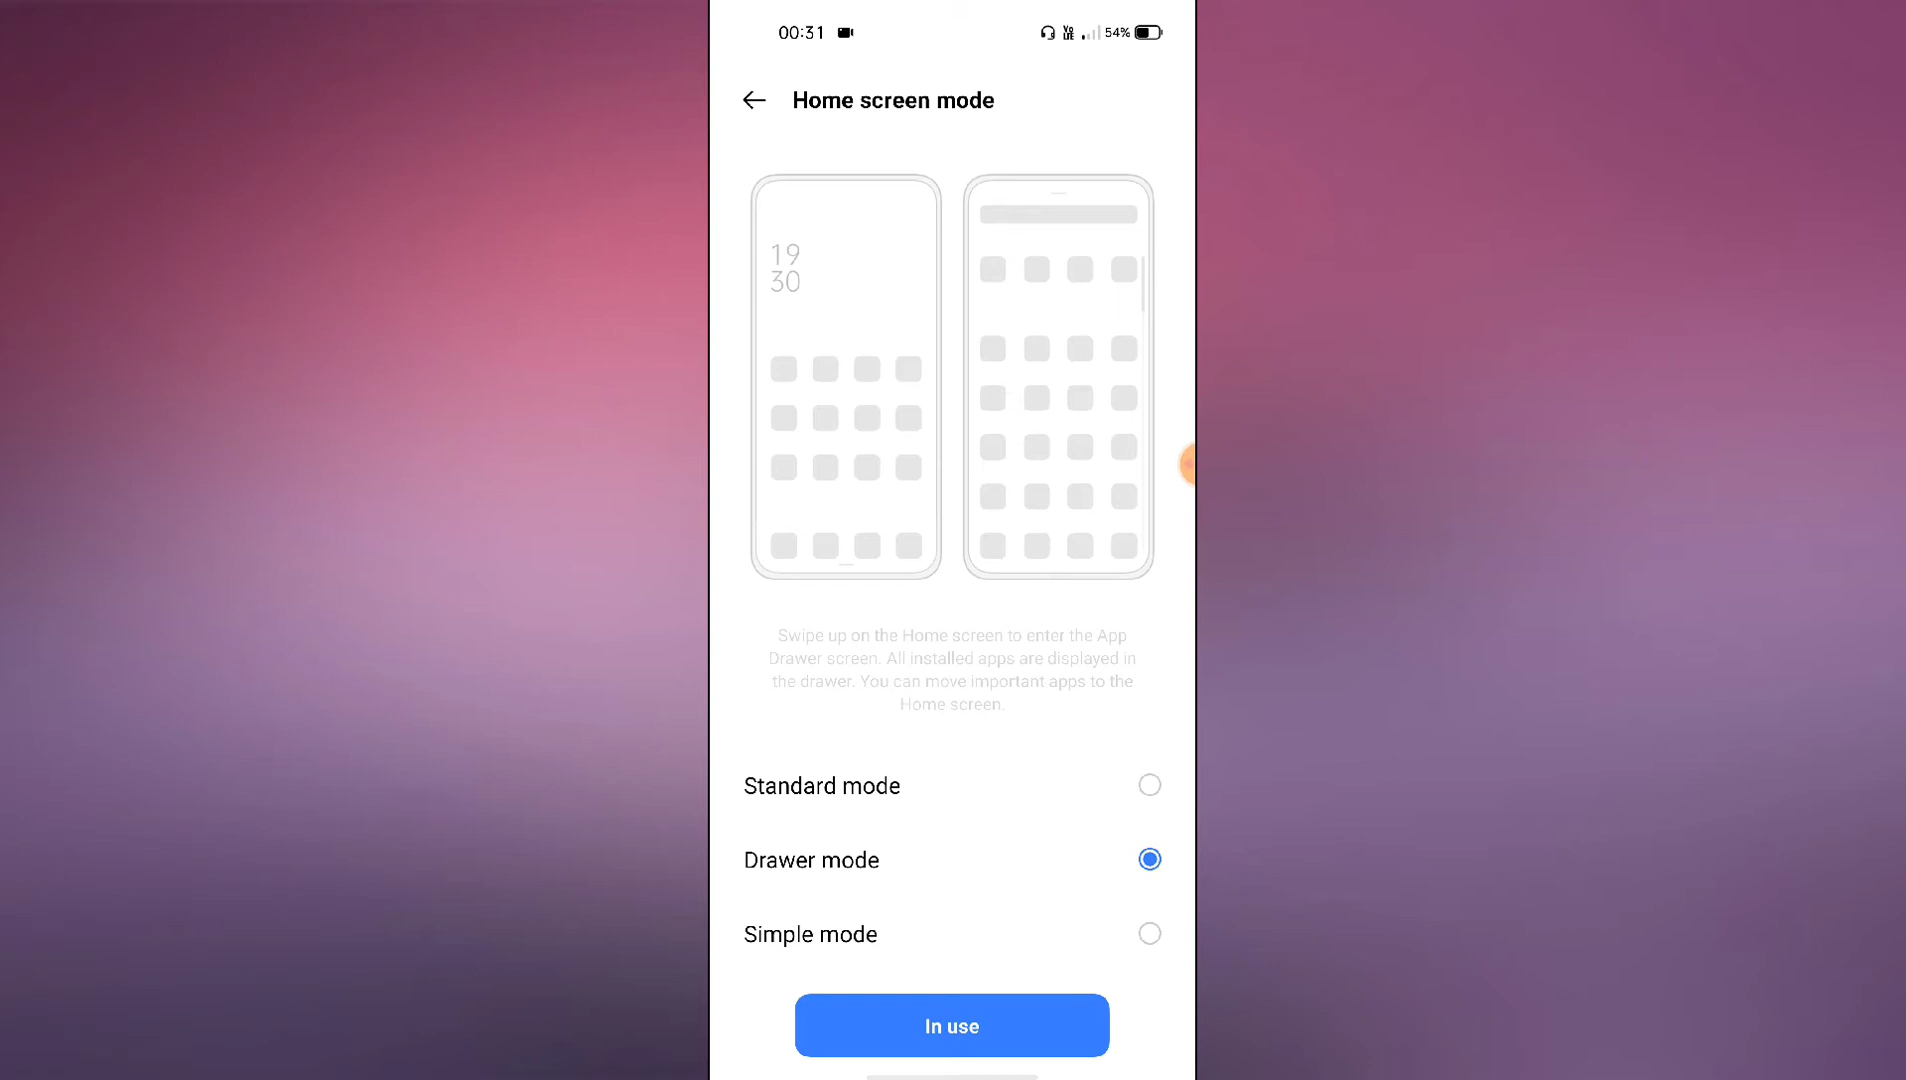 00:31
Vo
LTE
54%
Home screen mode
19
30
Swipe up on the Home screen to enter the App
Drawer screen. All installed apps are displayed in
the drawer. You can move important apps to the
Home screen.
Standard mode
Drawer mode
Simple mode
In use